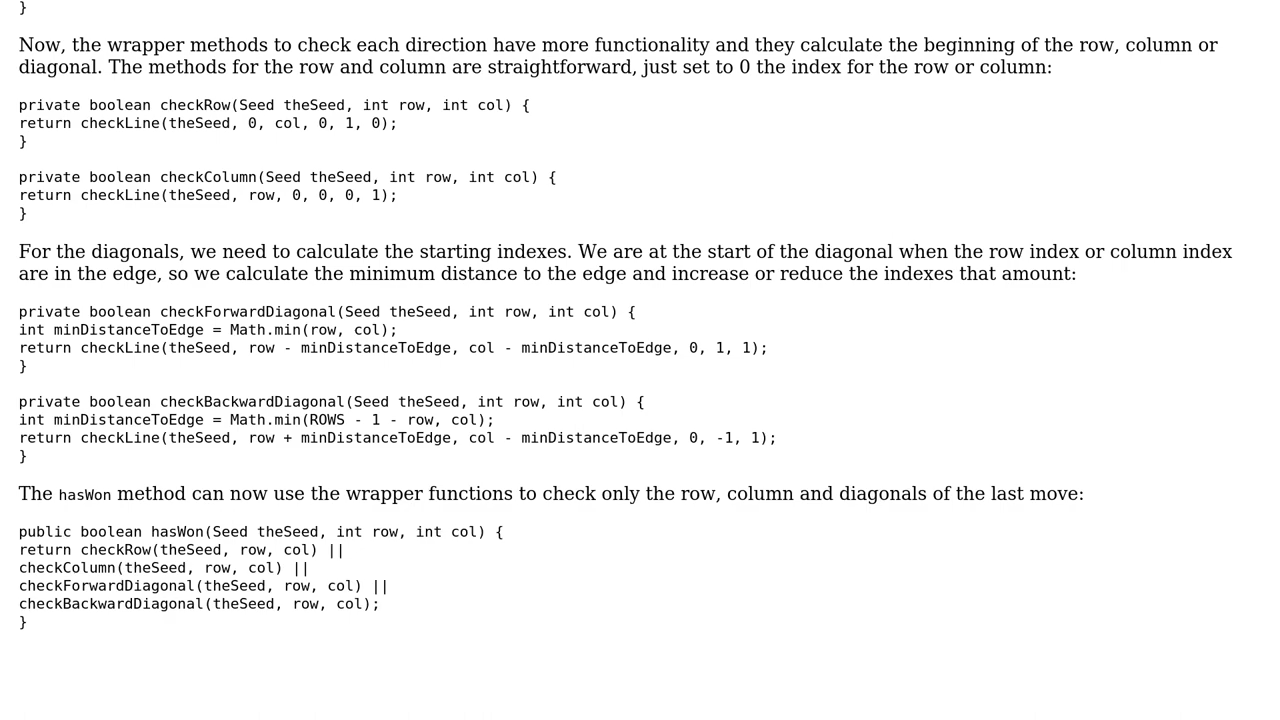 }
Now, the wrapper methods to check each direction have more functionality and they calculate the beginning of the row, column or
diagonal. The methods for the row and column are straightforward, just set to 0 the index for the row or column:
private boolean checkRow(Seed theSeed, int row, int col) {
return checkLine(theSeed, 0, col, 0, 1, 0);
}
private boolean checkColumn(Seed theSeed, int row, int col) {
return checkLine(theSeed, row, 0, 0, 0, 1);
}
For the diagonals, we need to calculate the starting indexes. We are at the start of the diagonal when the row index or column index
are in the edge, so we calculate the minimum distance to the edge and increase or reduce the indexes that amount:
private boolean checkForwardDiagonal(Seed theSeed, int row, int col) {
int minDistanceToEdge = Math.min(row, col);
return checkLine(theSeed, row - minDistanceToEdge, col - minDistanceToEdge, 0, 1, 1);
}
private boolean checkBackwardDiagonal(Seed theSeed, int row, int col) {
int minDistanceToEdge = Math.min(ROWS - 1 - row, col);
return checkLine(theSeed, row + minDistanceToEdge, col - minDistanceToEdge, 0, -1, 1);
}
The hasWon method can now use the wrapper functions to check only the row, column and diagonals of the last move:
public boolean hasWon(Seed theSeed, int row, int col) {
return checkRow(theSeed, row, col) ||
checkColumn(theSeed, row, col) ||
checkForwardDiagonal(theSeed, row, col) ||
checkBackwardDiagonal(theSeed, row, col);
}